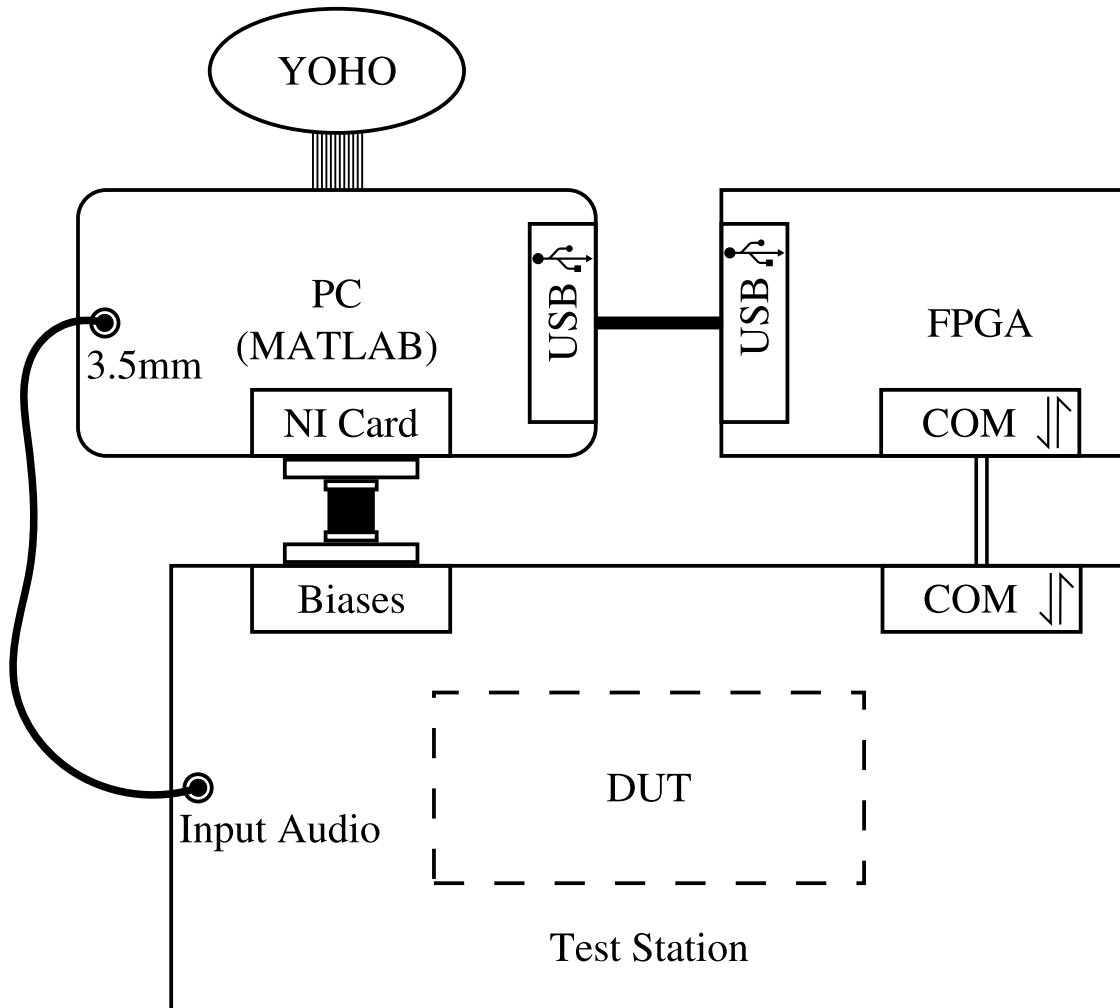 YOHO
PC
(MATLAB)
3.5mm
NI Card
USB
USB
FPGA
COM
Biases
COM
DUT
Input Audio
Test Station